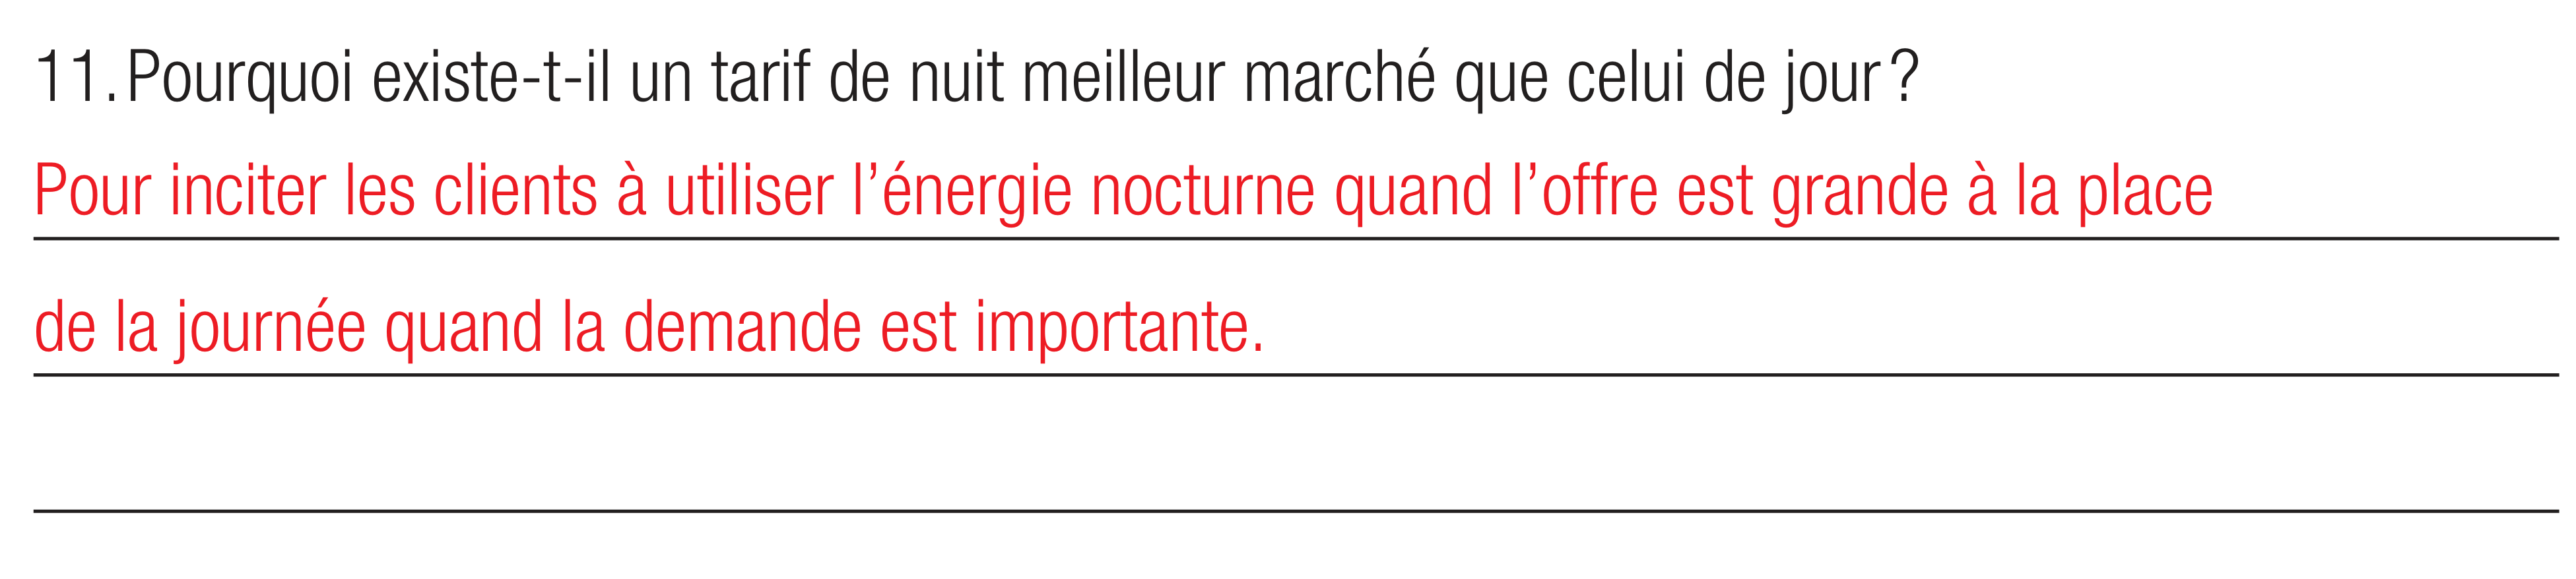 11. Pourquoi existe-t-il un tarif de nuit meilleur marché que celui de jour ?
Pour inciter les clients à utiliser l’énergie nocturne quand l’offre est grande à la place
de la journée quand la demande est importante.